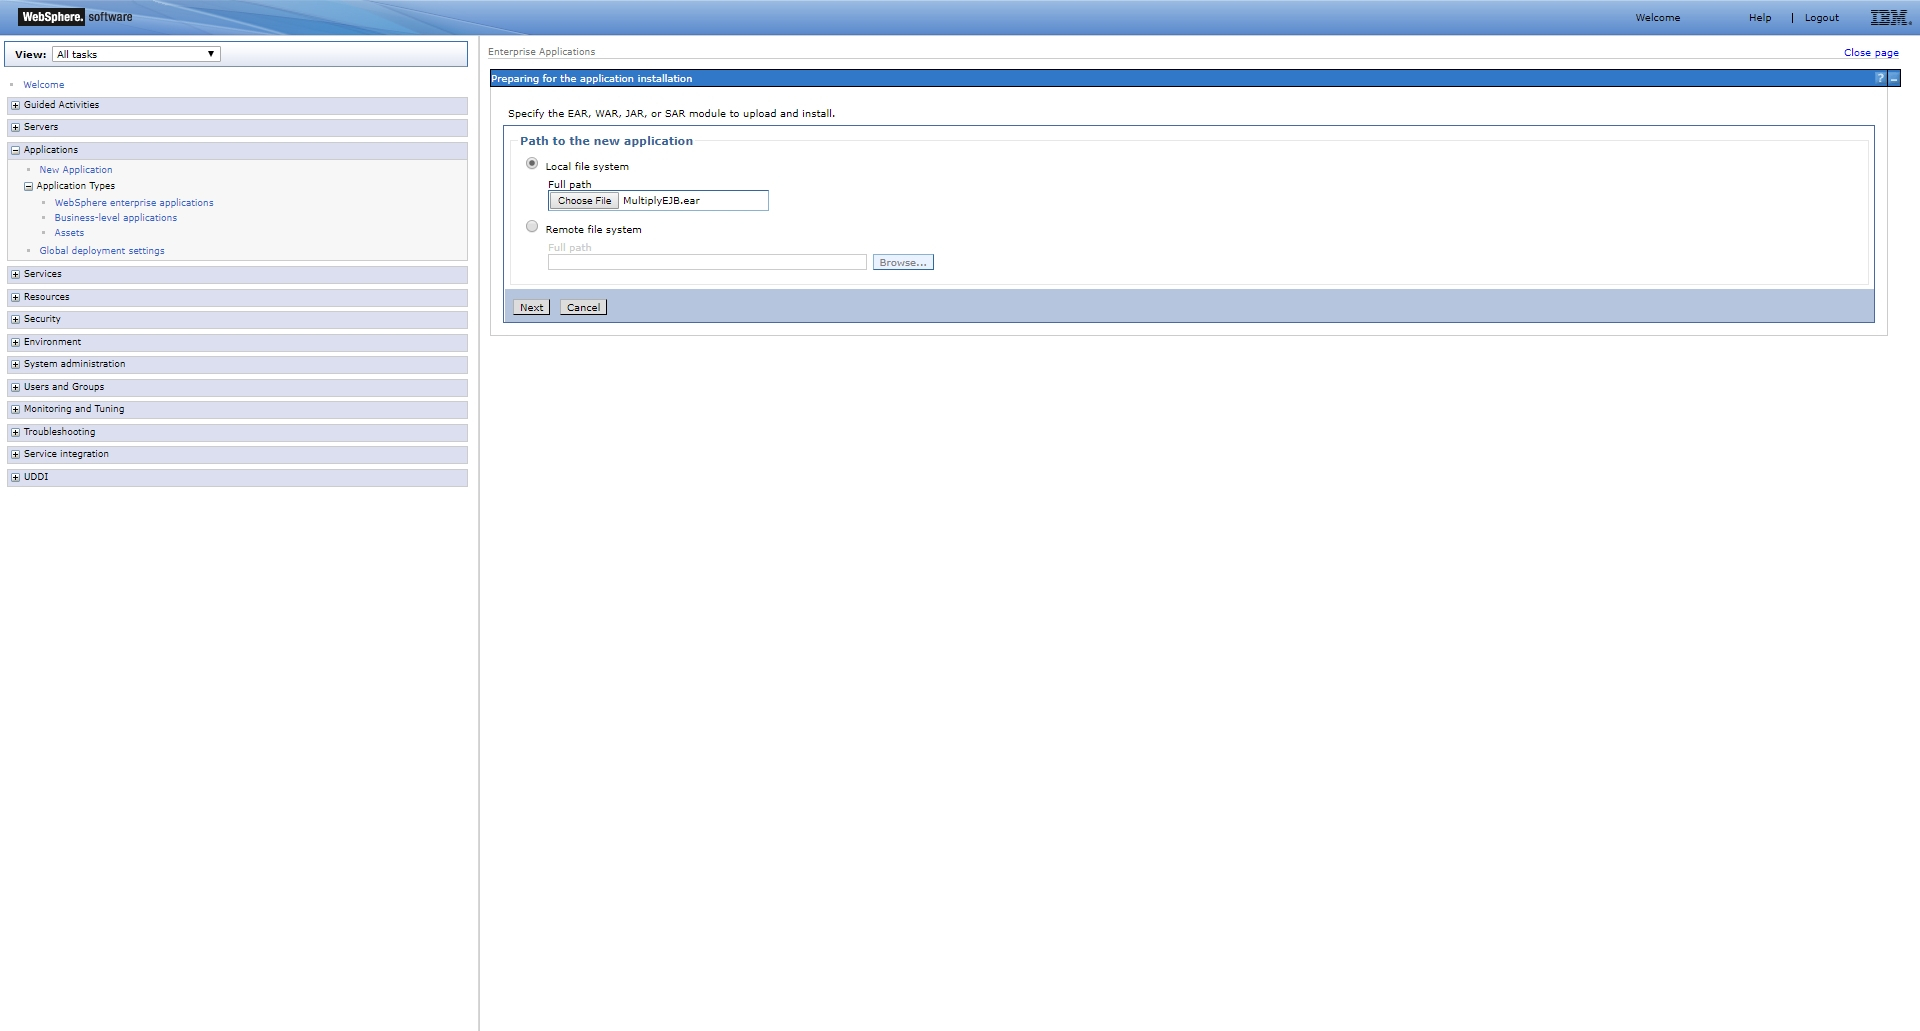 WebSphere. software
Welcome Help | Logout IBM.
View: All tasks
Welcome
Guided Activities
Servers
Applications
New Application
Application Types
WebSphere enterprise applications
Business-level applications
Assets
Global deployment settings
Services
Resources
Security
Environment
System administration
Users and Groups
Monitoring and Tuning
Troubleshooting
Service integration
UDDI
Enterprise Applications
Close page
Preparing for the application installation
?
Specify the EAR, WAR, JAR, or SAR module to upload and install.
Path to the new application
Local file system
Full path
Choose File MultiplyEJB.ear
Remote file system
Full path
Browse...
Next Cancel